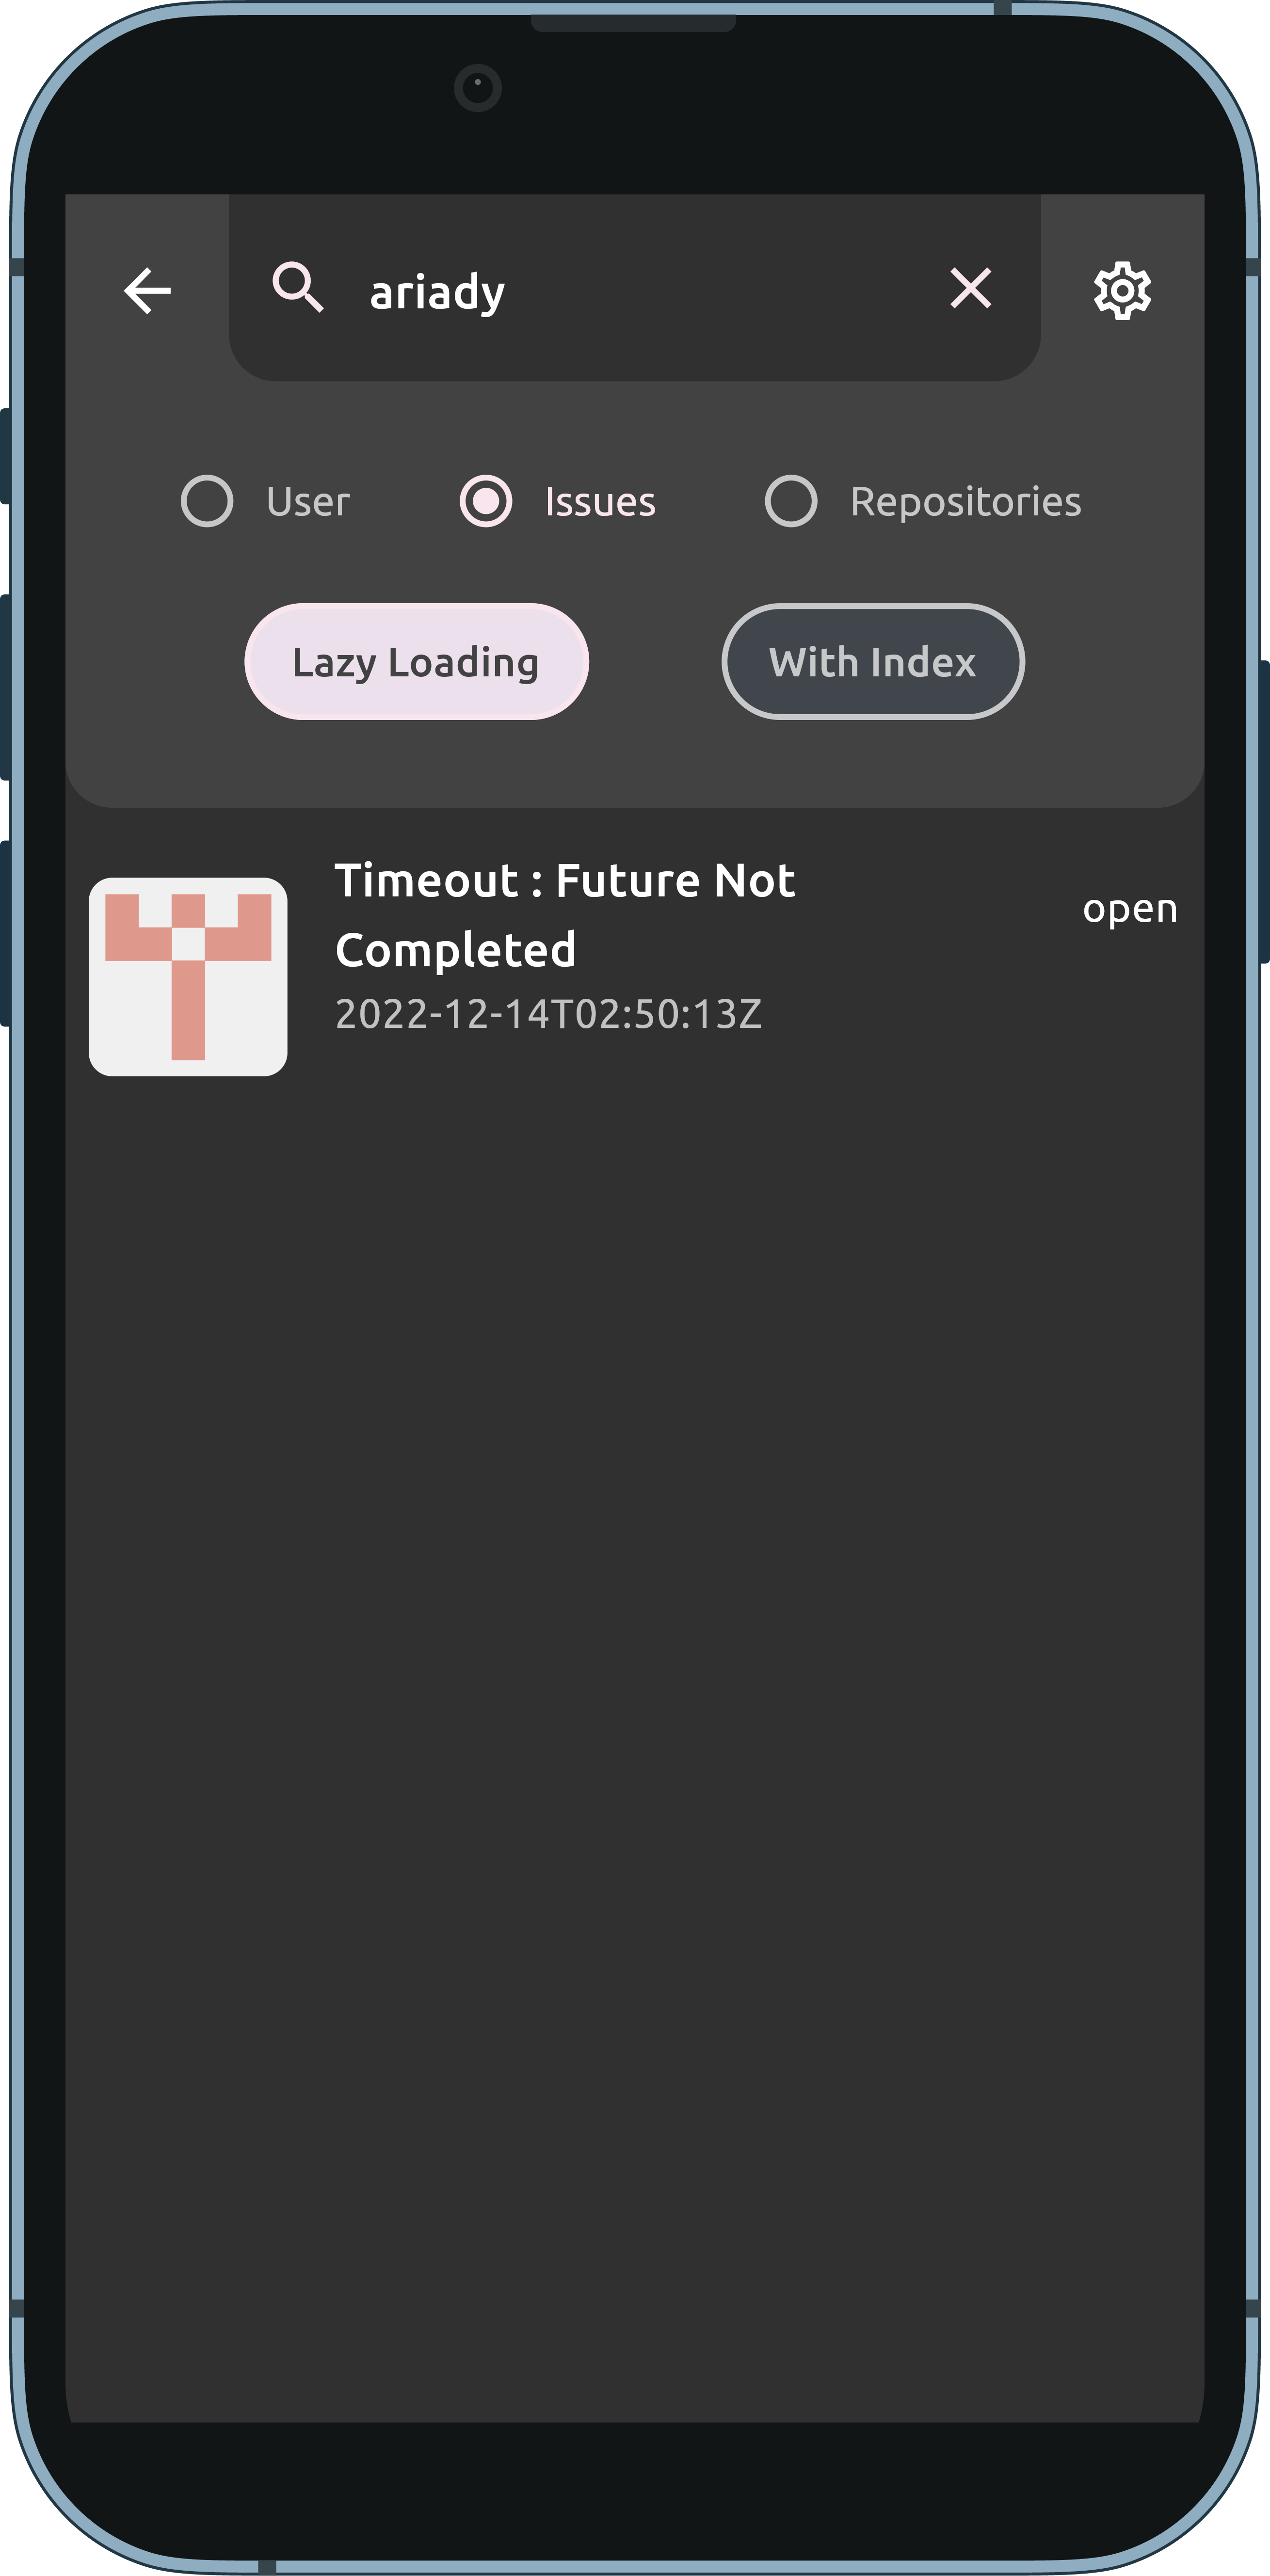 ariady
User Issues Repositories
Lazy Loading With Index
Timeout : Future Not
open
Completed
2022-12-14T02:50:13Z